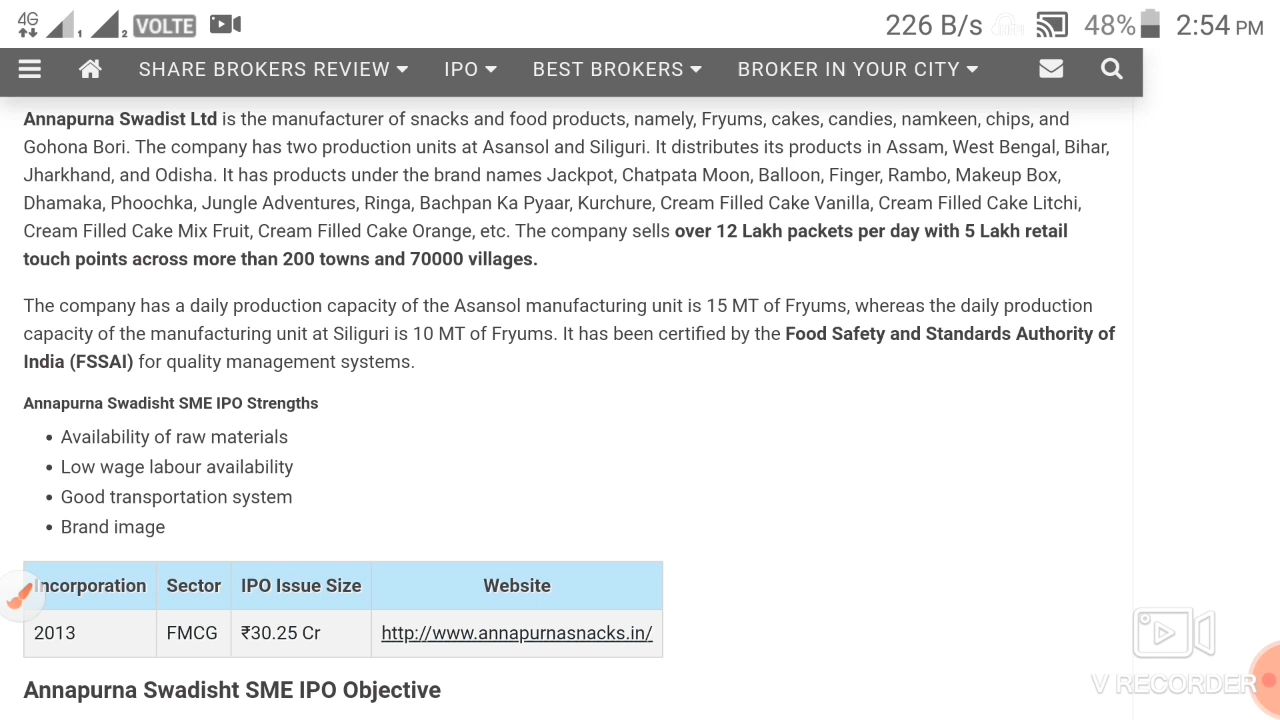 4G 1 2 VOLTE 226 B/s 48% 2:54 PM
SHARE BROKERS REVIEW IPO BEST BROKERS BROKER IN YOUR CITY
Annapurna Swadist Ltd is the manufacturer of snacks and food products, namely, Fryums, cakes, candies, namkeen, chips, and
Gohona Bori. The company has two production units at Asansol and Siliguri. It distributes its products in Assam, West Bengal, Bihar,
Jharkhand, and Odisha. It has products under the brand names Jackpot, Chatpata Moon, Balloon, Finger, Rambo, Makeup Box,
Dhamaka, Phoochka, Jungle Adventures, Ringa, Bachpan Ka Pyaar, Kurchure, Cream Filled Cake Vanilla, Cream Filled Cake Litchi,
Cream Filled Cake Mix Fruit, Cream Filled Cake Orange, etc. The company sells over 12 Lakh packets per day with 5 Lakh retail
touch points across more than 200 towns and 70000 villages.
The company has a daily production capacity of the Asansol manufacturing unit is 15 MT of Fryums, whereas the daily production
capacity of the manufacturing unit at Siliguri is 10 MT of Fryums. It has been certified by the Food Safety and Standards Authority of
India (FSSAI) for quality management systems.
Annapurna Swadisht SME IPO Strengths
• Availability of raw materials
• Low wage labour availability
• Good transportation system
• Brand image
Incorporation Sector IPO Issue Size Website
2013 FMCG ₹30.25 Cr http://www.annapurnasnacks.in/
V RECORDER
Annapurna Swadisht SME IPO Objective